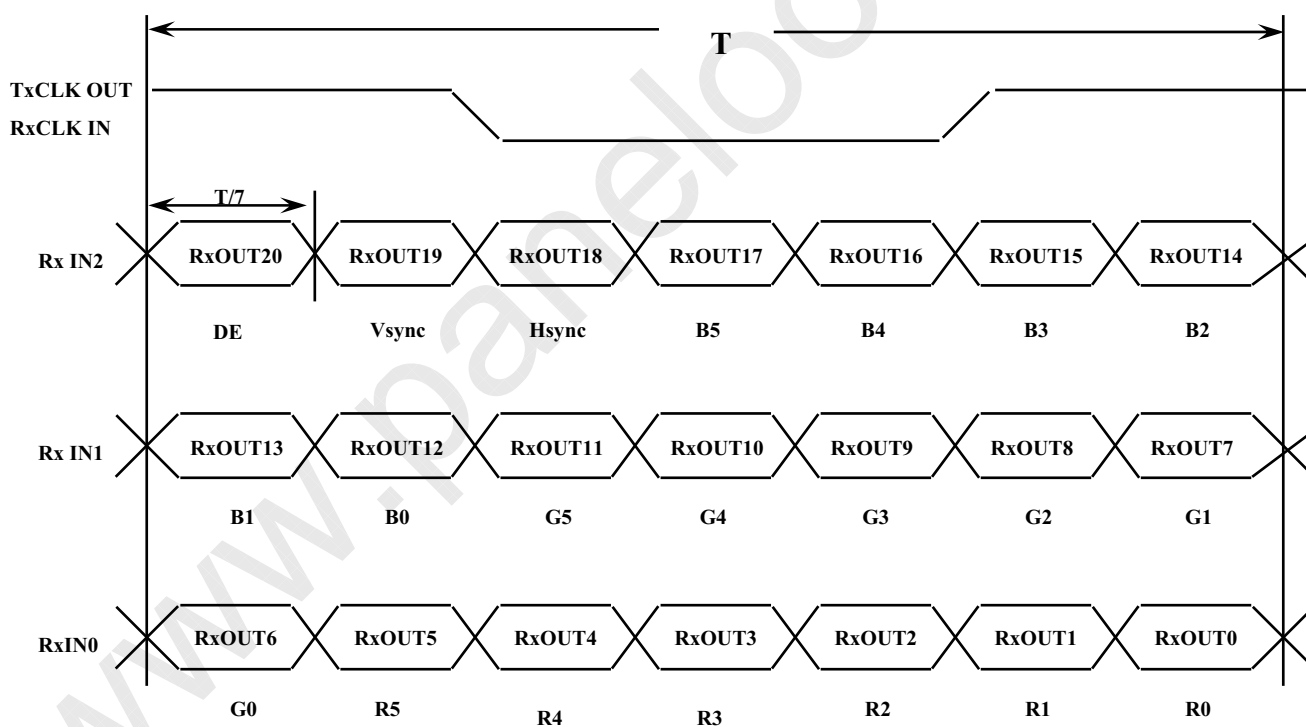 T
TxCLK OUT
RxCLK IN
T/7
Rx IN2 RxOUT20 RxOUT19 RxOUT18 RxOUT17 RxOUT16 RxOUT15 RxOUT14
DE Vsync Hsync B5 B4 B3 B2
Rx IN1 RxOUT13 RxOUT12 RxOUT11 RxOUT10 RxOUT9 RxOUT8 RxOUT7
B1 B0 G5 G4 G3 G2 G1
RxIN0 RxOUT6 RxOUT5 RxOUT4 RxOUT3 RxOUT2 RxOUT1 RxOUT0
G0 R5 R4 R3 R2 R1 R0
www.paneloo